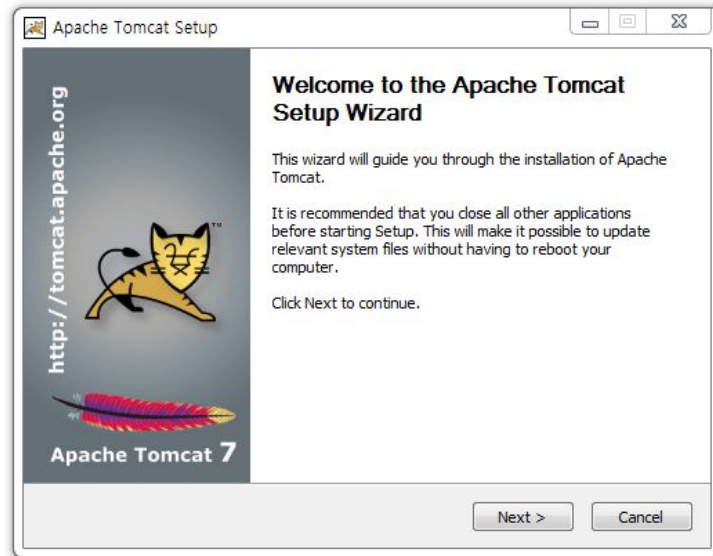 Apache Tomcat Setup
http://tomcat.apache.org
TM
Apache Tomcat 7
Welcome to the Apache Tomcat
Setup Wizard
This wizard will guide you through the installation of Apache
Tomcat.
It is recommended that you close all other applications
before starting Setup. This will make it possible to update
relevant system files without having to reboot your
computer.
Click Next to continue.
Next >
Cancel